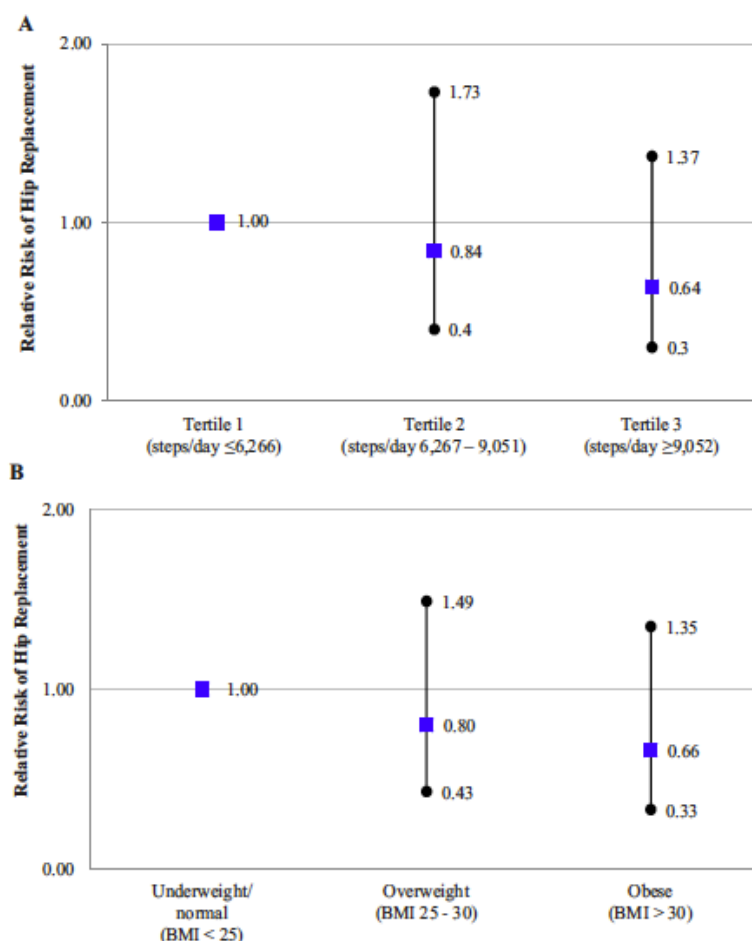 A
Relative Risk of Hip Replacement
2.00
1.00
0.00
1.00
1.73
0.84
0.4
1.37
0.64
0.3
Tertile 1
(steps/day ≤6,266)
Tertile 2
(steps/day 6,267 – 9,051)
Tertile 3
(steps/day ≥9,052)
B
Relative Risk of Hip Replacement
2.00
1.00
0.00
1.00
1.49
0.80
0.43
1.35
0.66
0.33
Underweight/
normal
(BMI < 25)
Overweight
(BMI 25 - 30)
Obese
(BMI > 30)